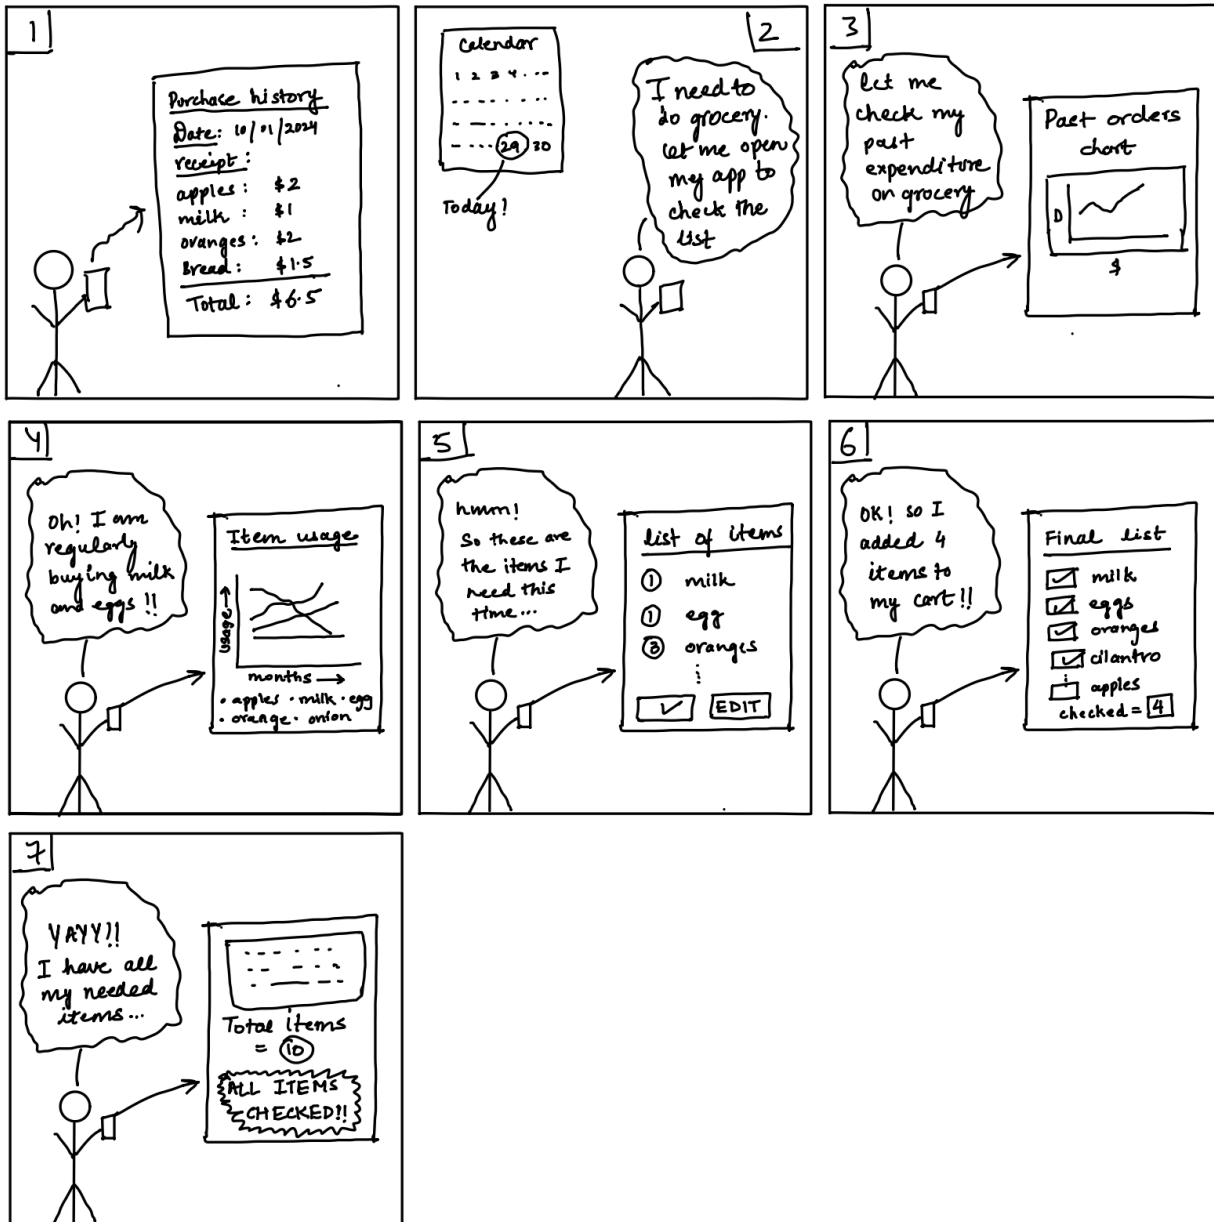 1
Purchase history
Date: 10/01/2024
receipt:
apples: $2
milk: $1
oranges: $2
Bread: $1.5
Total: $6.5
2
Calendar
1 2 3 4 . . . .
29 30
Today!
I need to
do grocery.
Let me open
my app to
check the
list
3
Let me
check my
past
expenditure
on grocery
Past orders
chart
D
$
4
Oh! I am
regularly
buying milk
and eggs !!
Item usage
usage →
months →
• apples • milk • egg
• orange • onion
5
hmm!
So these are
the items I
need this
time...
list of items
1 milk
1 egg
3 oranges
✓ EDIT
6
OK! so I
added 4
items to
my cart!!
Final list
✓ milk
✓ eggs
✓ oranges
✓ cilantro
apples
checked = 4
7
YAYY!!
I have all
my needed
items...
Total items
= 10
ALL ITEMS
CHECKED!!